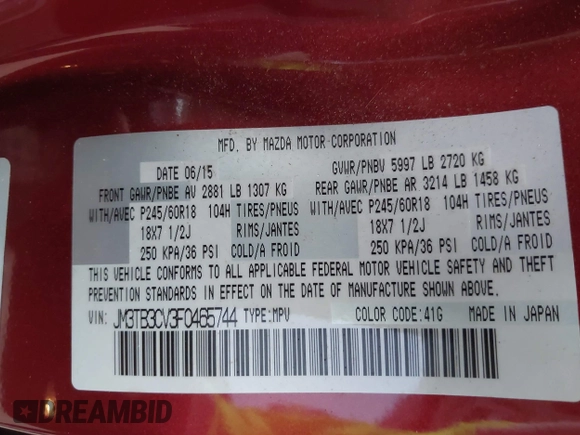 MFD. BY MAZDA MOTOR CORPORATION
DATE 06/15 GVWR/PNBV 5997 LB 2720 KG
FRONT GAWR/PNBE AV 2881 LB 1307 KG REAR GAWR/PNBE AR 3214 LB 1458 KG
WITH/AVEC P245/60R18 104H TIRES/PNEUS WITH/AVEC P245/60R18 104H TIRES/PNEUS
18X7 1/2J RIMS/JANTES 18X7 1/2J RIMS/JANTES
250 KPA/36 PSI COLD/A FROID 250 KPA/36 PSI COLD/A FROID
THIS VEHICLE CONFORMS TO ALL APPLICABLE FEDERAL MOTOR VEHICLE SAFETY AND THEFT
PREVENTION STANDARDS IN EFFECT ON THE DATE OF MANUFACTURE SHOWN ABOVE.
VIN: JM3TB3CV3F0465744 TYPE:MPV COLOR CODE:41G MADE IN JAPAN
DREAMBID